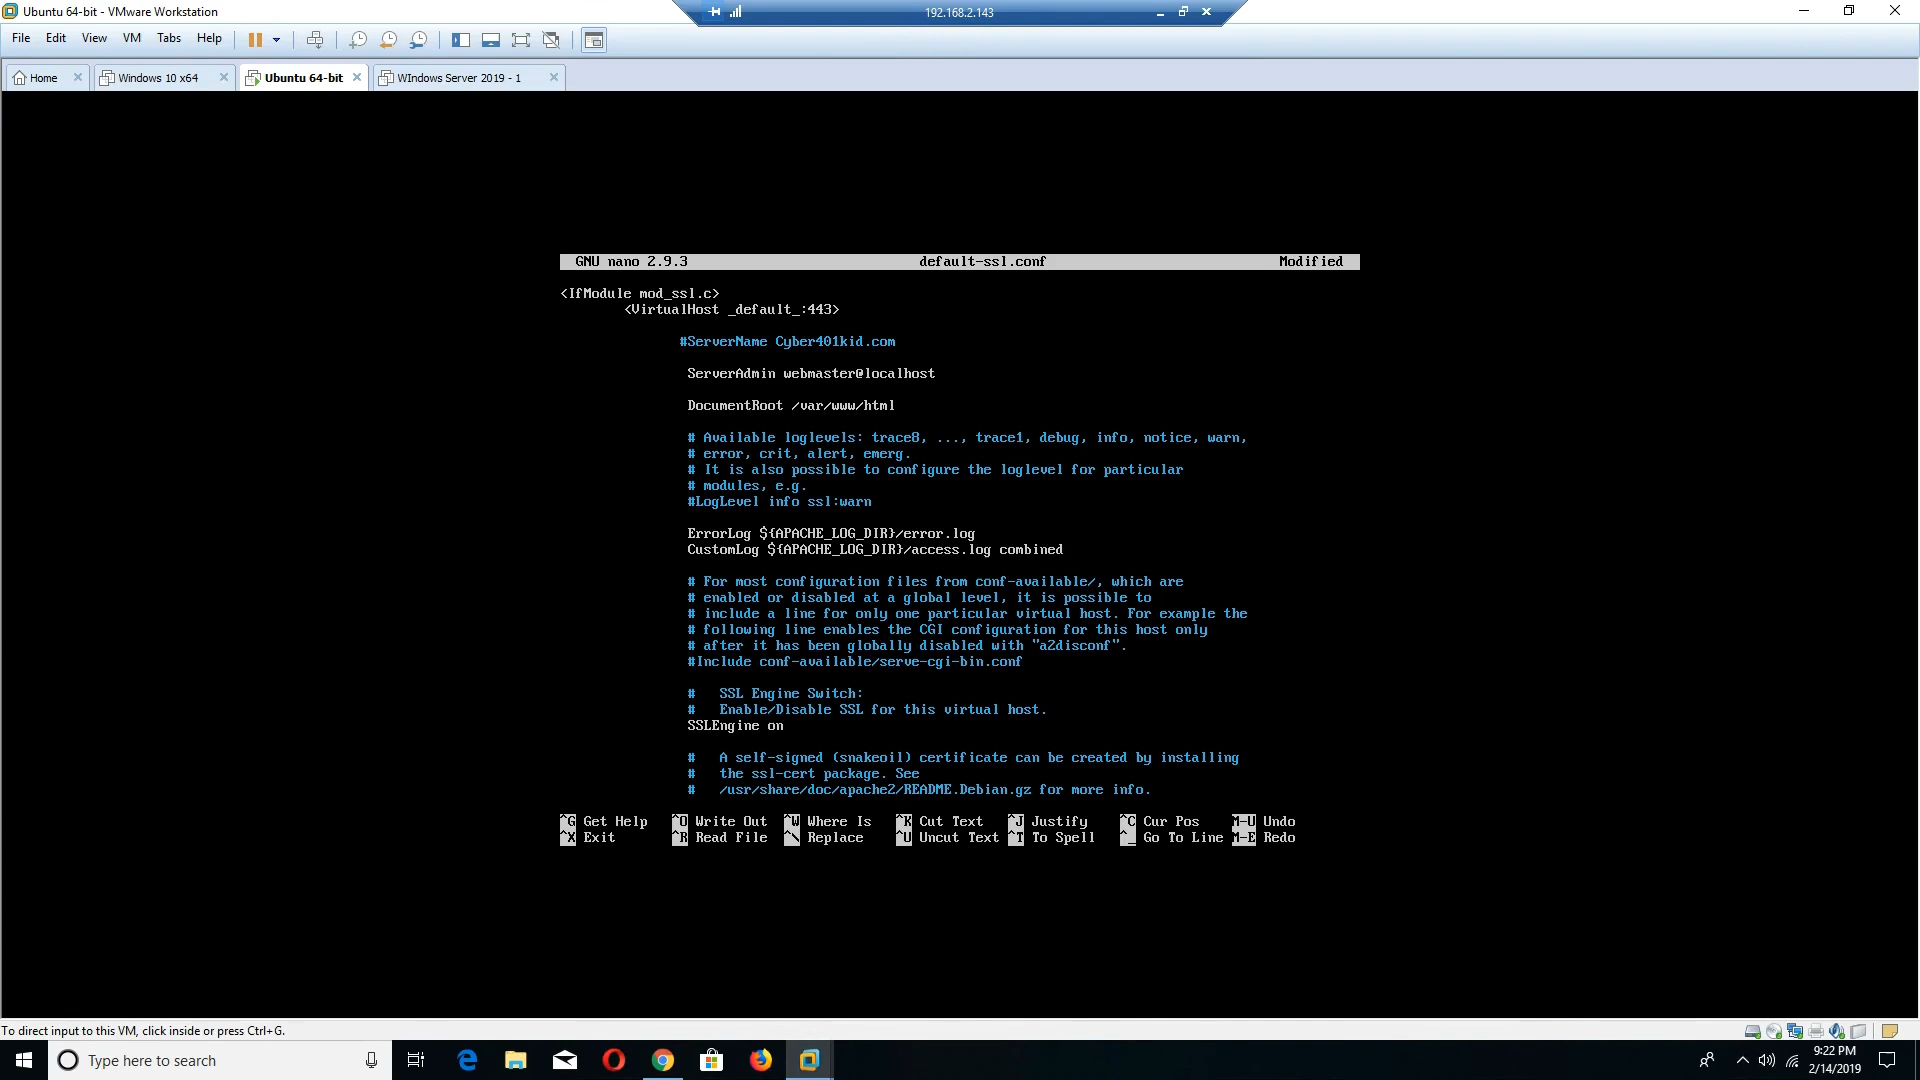 Ubuntu 64-bit - VMware Workstation
192.168.2.143
File Edit View VM Tabs Help
Home
Windows 10 x64
Ubuntu 64-bit
WIndows Server 2019 - 1
GNU nano 2.9.3 default-ssl.conf Modified
<IfModule mod_ssl.c>
<VirtualHost _default_:443>
#ServerName Cyber401kid.com
ServerAdmin webmaster@localhost
DocumentRoot /var/www/html
# Available loglevels: trace8, ..., trace1, debug, info, notice, warn,
# error, crit, alert, emerg.
# It is also possible to configure the loglevel for particular
# modules, e.g.
#LogLevel info ssl:warn
ErrorLog ${APACHE_LOG_DIR}/error.log
CustomLog ${APACHE_LOG_DIR}/access.log combined
# For most configuration files from conf-available/, which are
# enabled or disabled at a global level, it is possible to
# include a line for only one particular virtual host. For example the
# following line enables the CGI configuration for this host only
# after it has been globally disabled with "a2disconf".
#Include conf-available/serve-cgi-bin.conf
#   SSL Engine Switch:
#   Enable/Disable SSL for this virtual host.
SSLEngine on
#   A self-signed (snakeoil) certificate can be created by installing
#   the ssl-cert package. See
#   /usr/share/doc/apache2/README.Debian.gz for more info.
^G Get Help ^O Write Out ^W Where Is ^K Cut Text ^J Justify ^C Cur Pos M-U Undo
^X Exit ^R Read File ^\ Replace ^U Uncut Text ^T To Spell ^_ Go To Line M-E Redo
To direct input to this VM, click inside or press Ctrl+G.
Type here to search
9:22 PM
2/14/2019